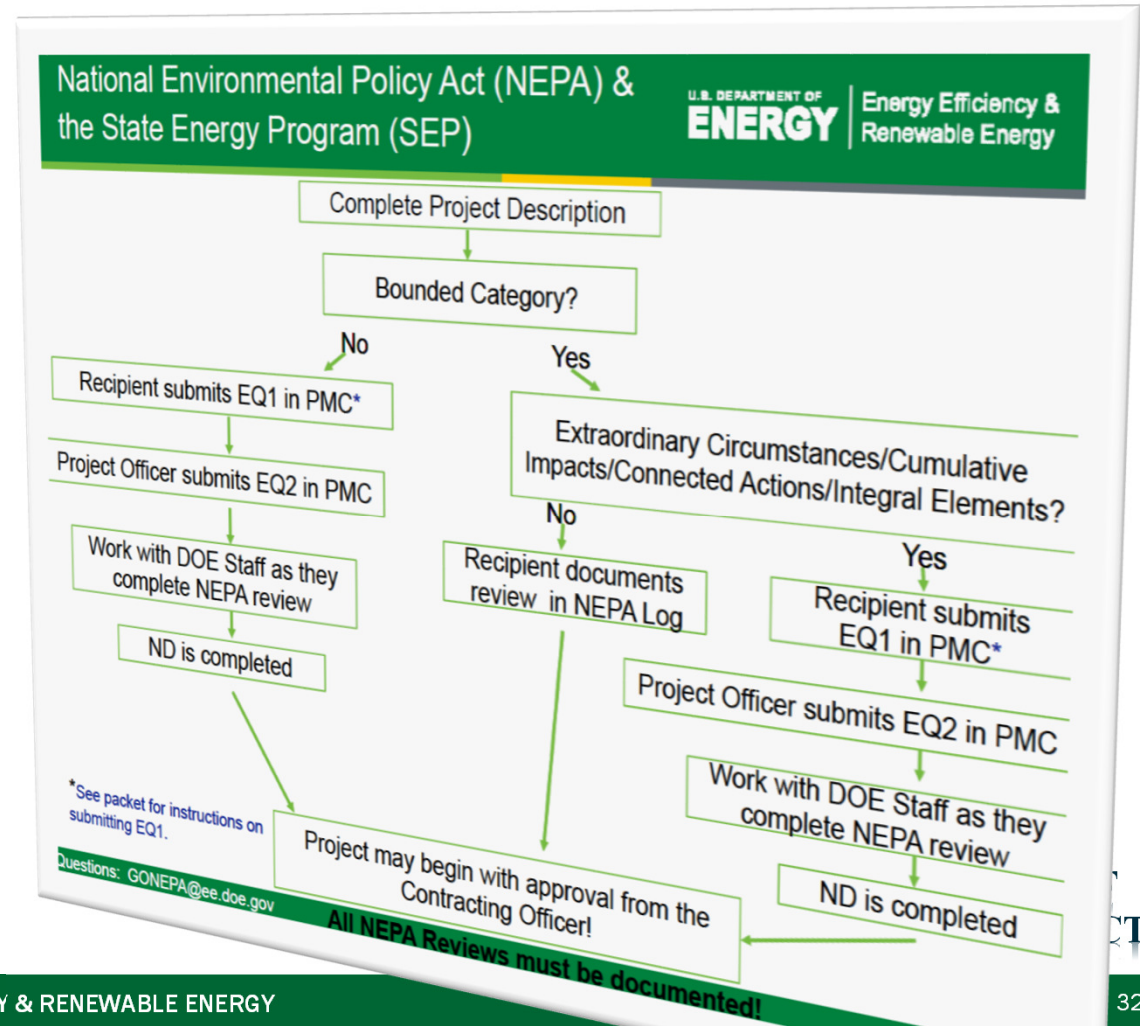 National Environmental Policy Act (NEPA) &
the State Energy Program (SEP)
U.S. DEPARTMENT OF
ENERGY
Energy Efficiency &
Renewable Energy
Complete Project Description
Bounded Category?
No
Yes
Recipient submits EQ1 in PMC*
Project Officer submits EQ2 in PMC
Work with DOE Staff as they
complete NEPA review
ND is completed
Extraordinary Circumstances/Cumulative
Impacts/Connected Actions/Integral Elements?
No
Recipient documents
review in NEPA Log
Yes
Recipient submits
EQ1 in PMC*
Project Officer submits EQ2 in PMC
Work with DOE Staff as they
complete NEPA review
ND is completed
*See packet for instructions on
submitting EQ1.
Project may begin with approval from the
Contracting Officer!
Questions: GONEPA@ee.doe.gov
All NEPA Reviews must be documented!
Y & RENEWABLE ENERGY
32